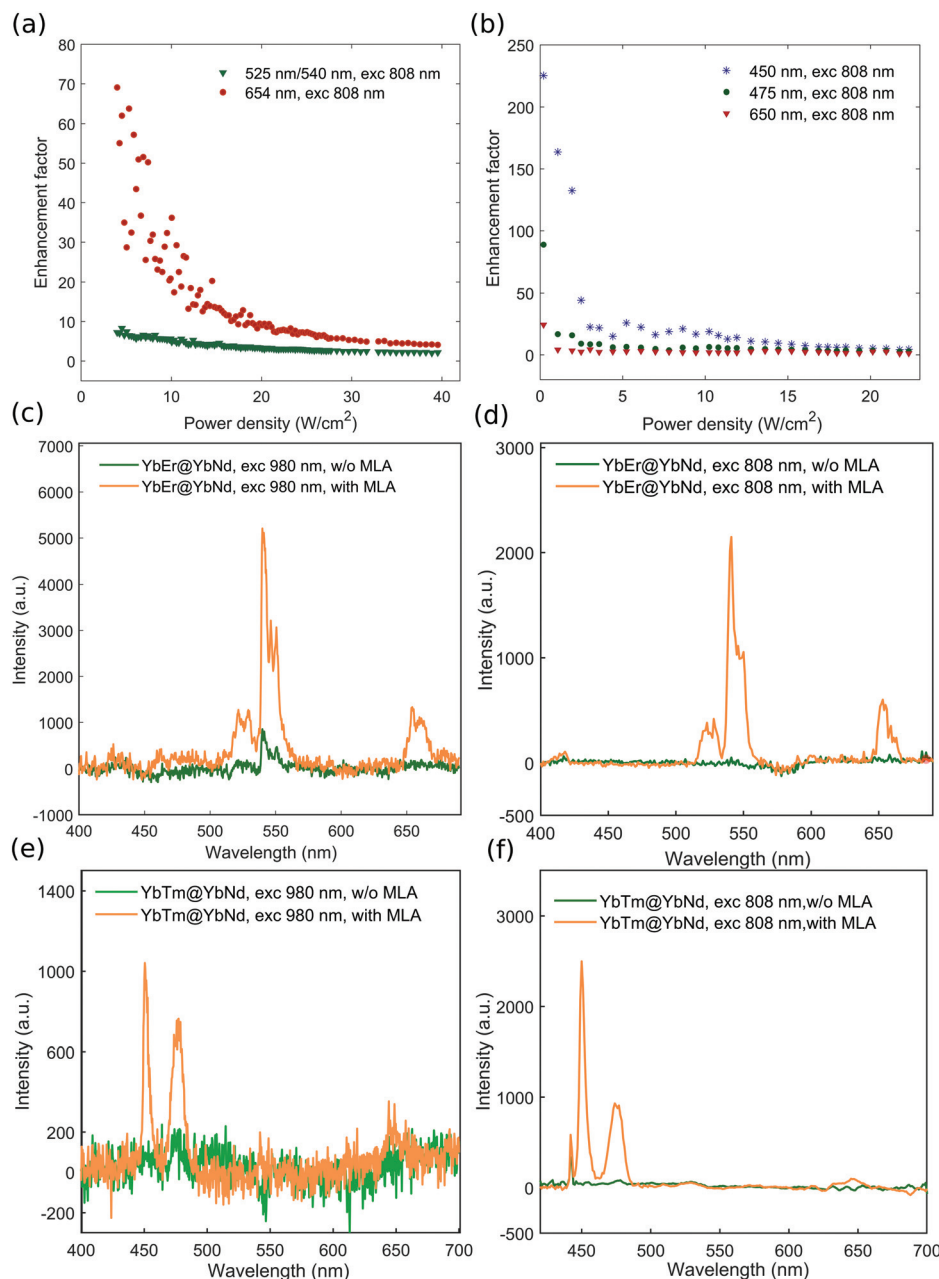 (a)
80
70
60
50
40
30
20
10
0
0 10 20 30 40
Enhancement factor
Power density (W/cm²)
525 nm/540 nm, exc 808 nm
654 nm, exc 808 nm
(b)
250
200
150
100
50
0
0 5 10 15 20
Enhancement factor
Power density (W/cm²)
450 nm, exc 808 nm
475 nm, exc 808 nm
650 nm, exc 808 nm
(c)
7000
6000
5000
4000
3000
2000
1000
0
-1000
400 450 500 550 600 650
Intensity (a.u.)
Wavelength (nm)
YbEr@YbNd, exc 980 nm, w/o MLA
YbEr@YbNd, exc 980 nm, with MLA
(d)
3000
2000
1000
0
-500
400 450 500 550 600 650
Intensity (a.u.)
Wavelength (nm)
YbEr@YbNd, exc 808 nm, w/o MLA
YbEr@YbNd, exc 808 nm, with MLA
(e)
1400
1000
600
200
0
-200
400 450 500 550 600 650 700
Intensity (a.u.)
Wavelength (nm)
YbTm@YbNd, exc 980 nm, w/o MLA
YbTm@YbNd, exc 980 nm, with MLA
(f)
3000
2000
1000
0
-500
450 500 550 600 650 700
Intensity (a.u.)
Wavelength (nm)
YbTm@YbNd, exc 808 nm,w/o MLA
YbTm@YbNd, exc 808 nm,with MLA